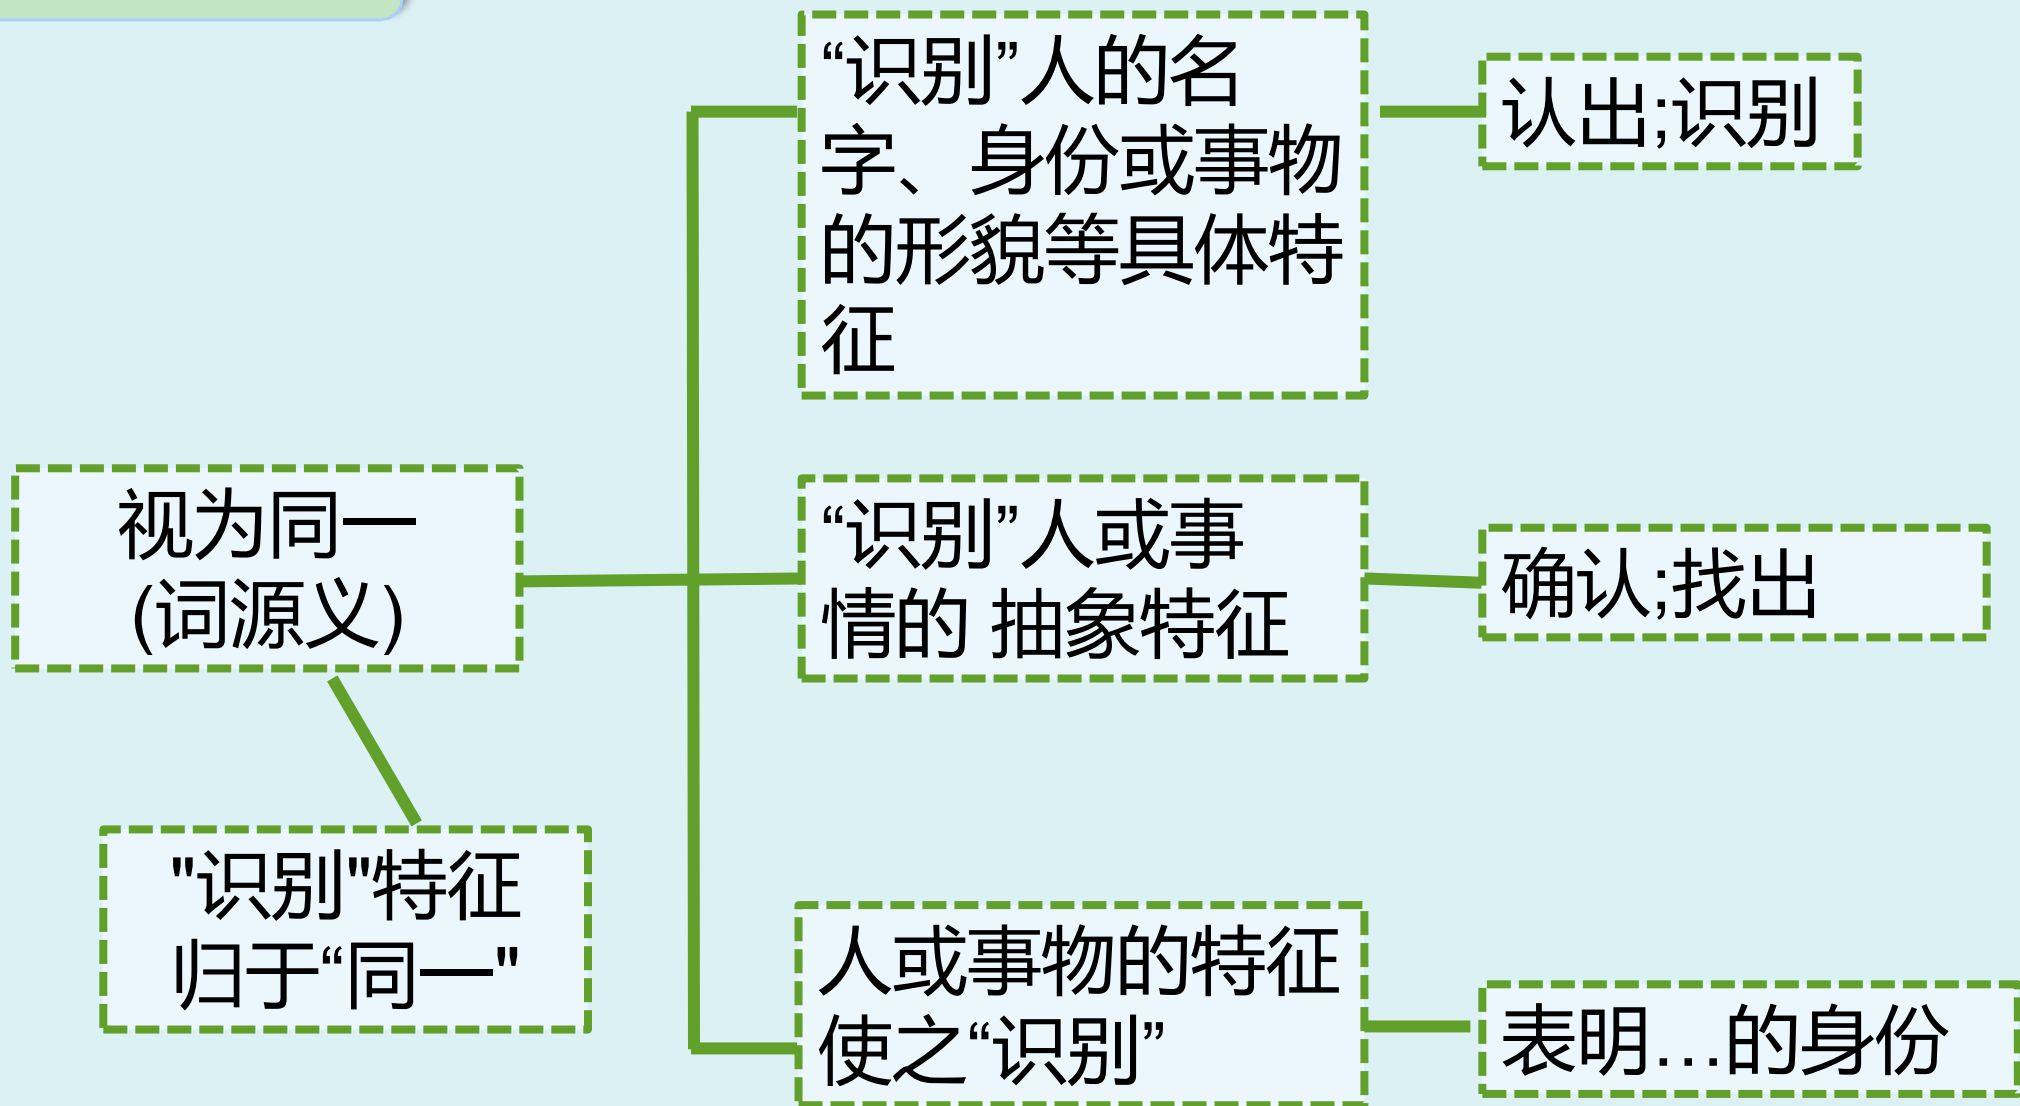 “识别”人的名
字、身份或事物
的形貌等具体特
征
认出;识别
视为同一
(词源义)
“识别”人或事
情的 抽象特征
确认;找出
"识别"特征
归于“同一"
人或事物的特征
使之“识别”
表明…的身份